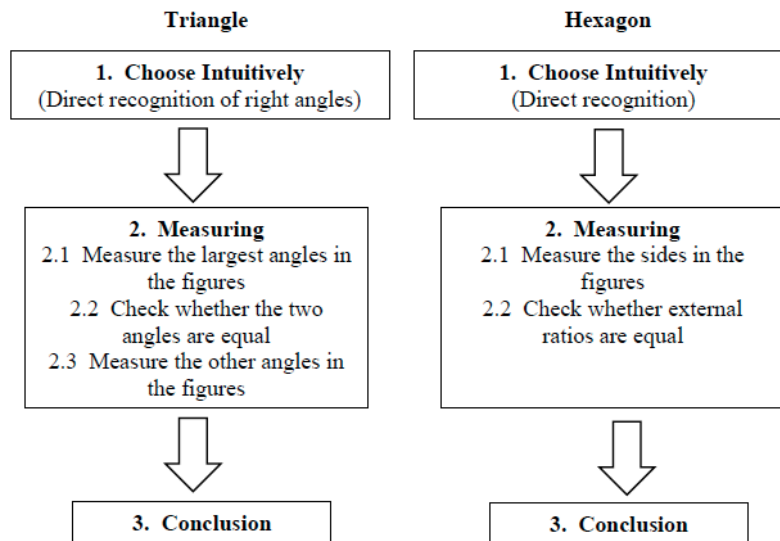 Triangle
1. Choose Intuitively
(Direct recognition of right angles)
2. Measuring
2.1 Measure the largest angles in
the figures
2.2 Check whether the two
angles are equal
2.3 Measure the other angles in
the figures
3. Conclusion
Hexagon
1. Choose Intuitively
(Direct recognition)
2. Measuring
2.1 Measure the sides in the
figures
2.2 Check whether external
ratios are equal
3. Conclusion